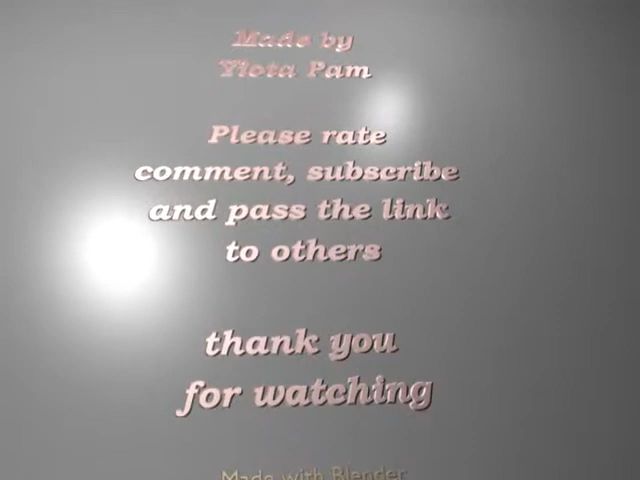 Made by
Yiota Pam
Please rate
comment, subscribe
and pass the link
to others
thank you
for watching
Made with Blender